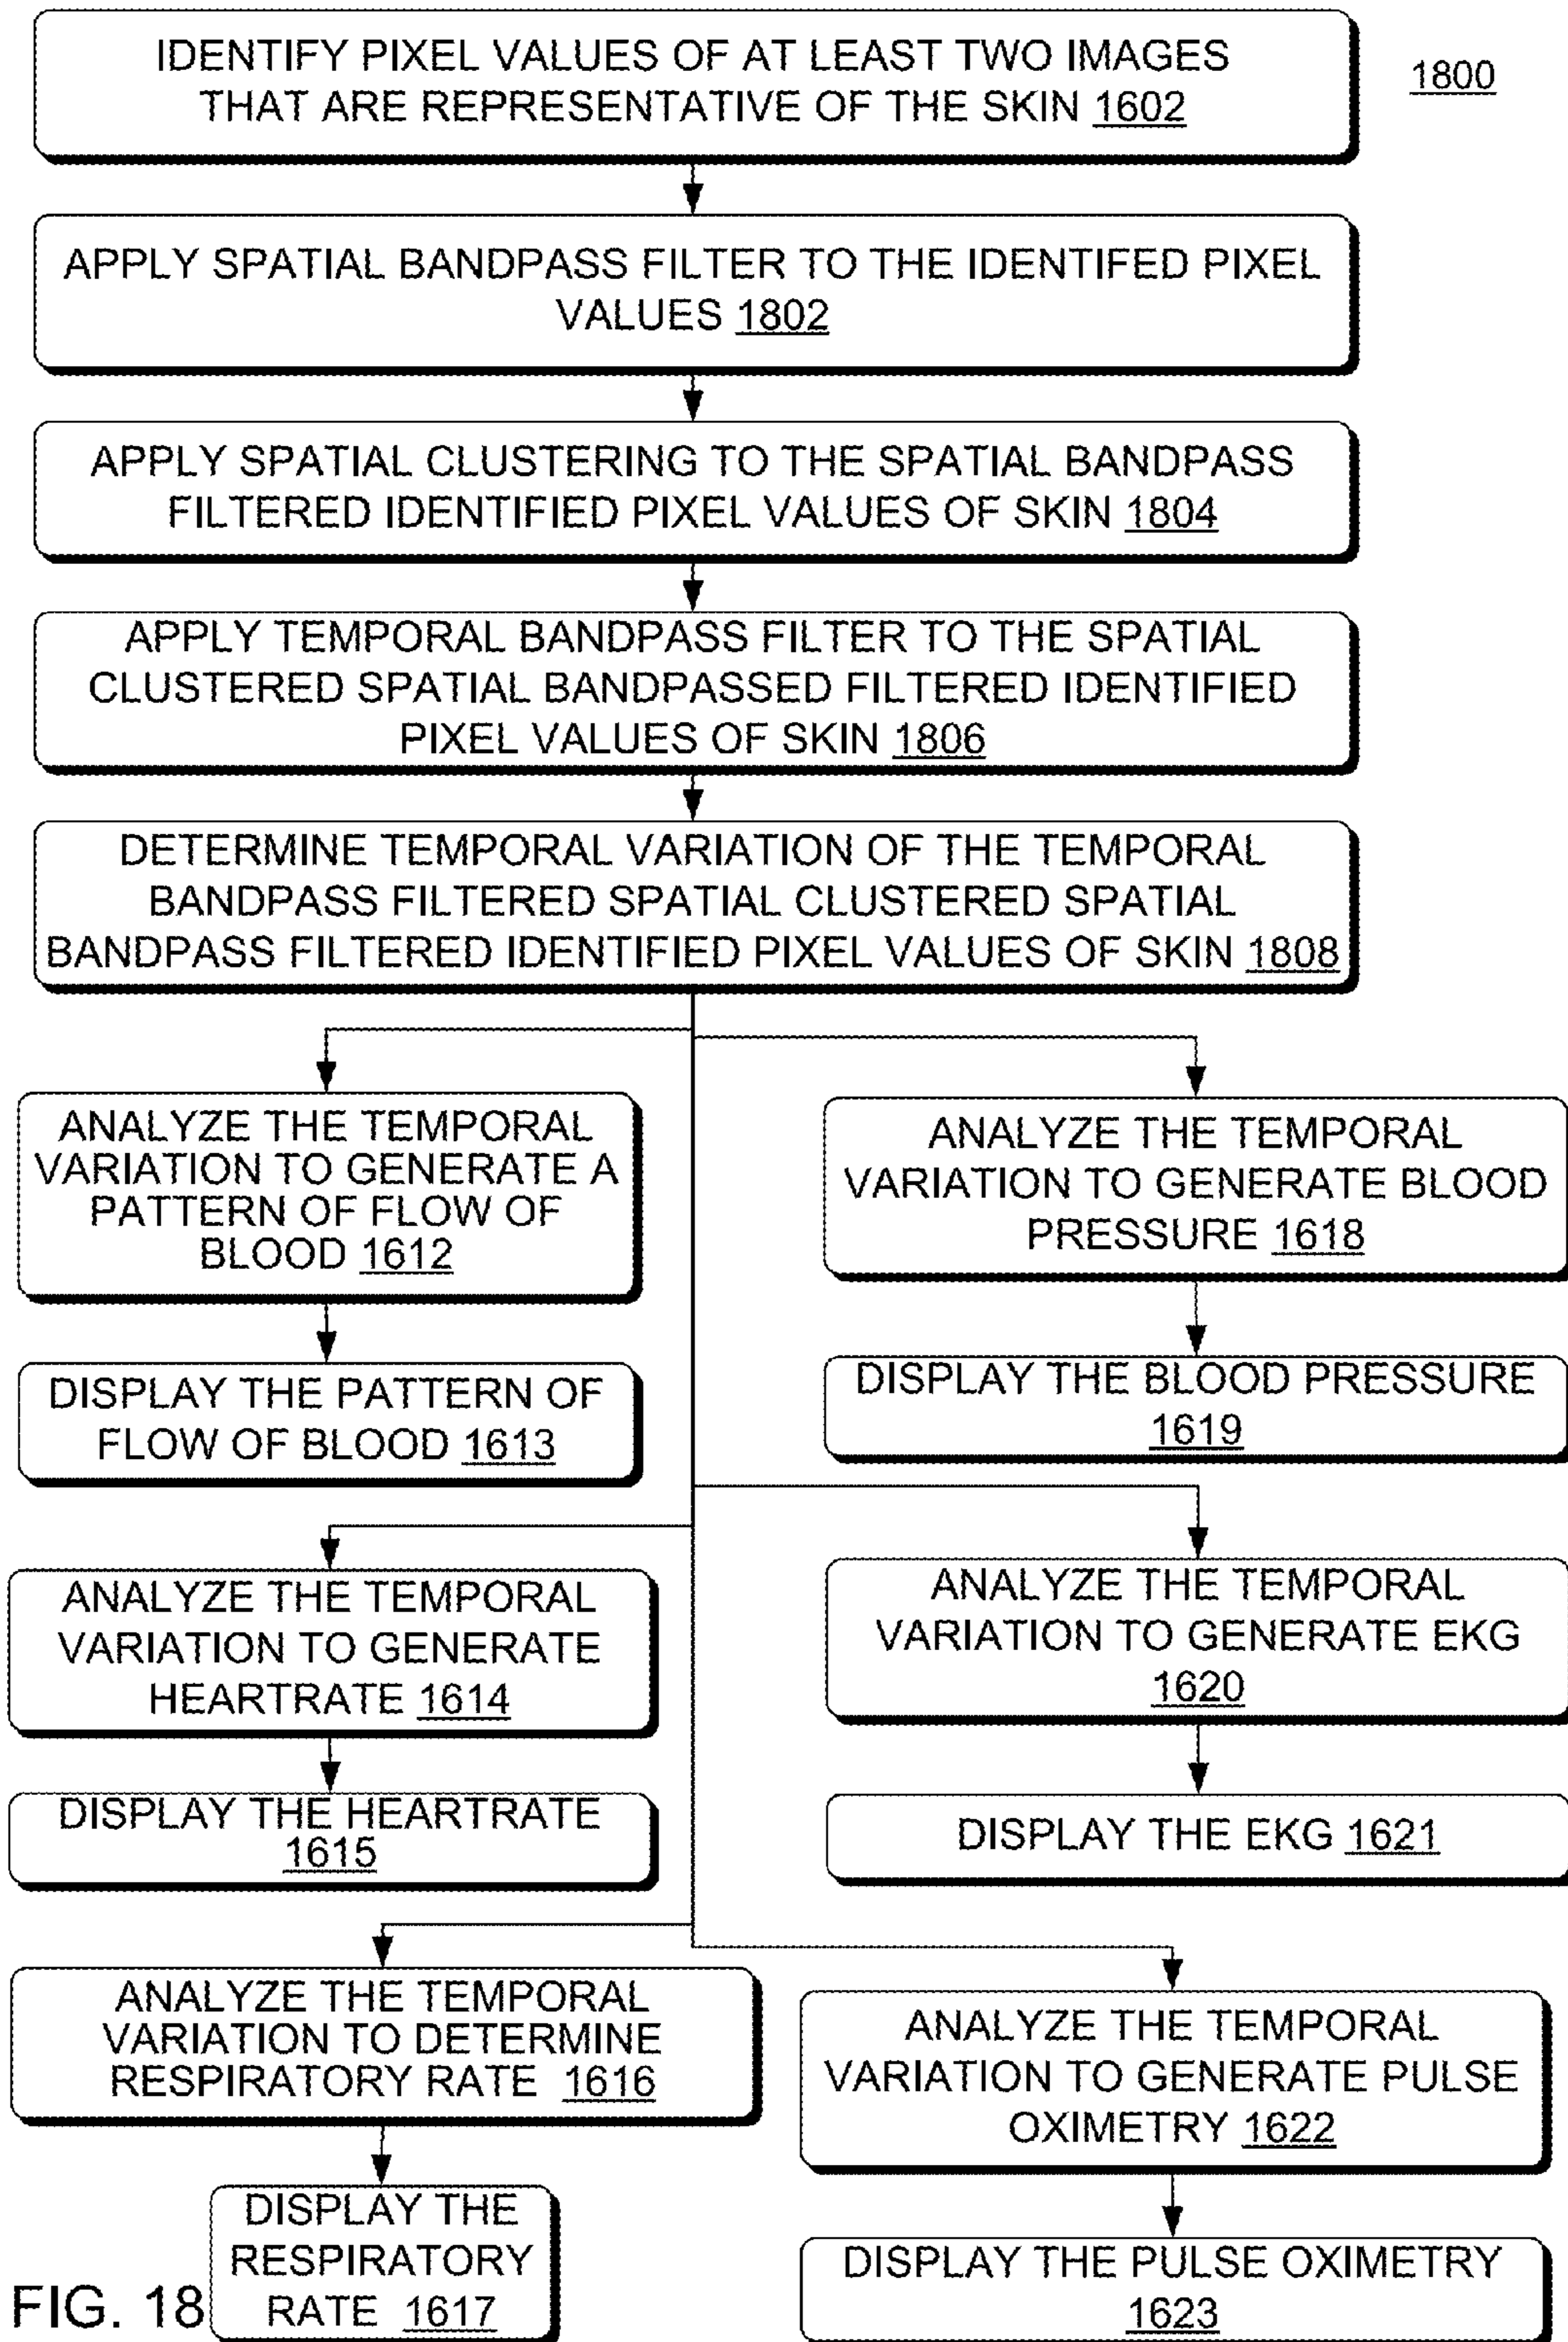 IDENTIFY PIXEL VALUES OF AT LEAST TWO IMAGES
THAT ARE REPRESENTATIVE OF THE SKIN 1602
1800
APPLY SPATIAL BANDPASS FILTER TO THE IDENTIFED PIXEL
VALUES 1802
APPLY SPATIAL CLUSTERING TO THE SPATIAL BANDPASS
FILTERED IDENTIFIED PIXEL VALUES OF SKIN 1804
APPLY TEMPORAL BANDPASS FILTER TO THE SPATIAL
CLUSTERED SPATIAL BANDPASSED FILTERED IDENTIFIED
PIXEL VALUES OF SKIN 1806
DETERMINE TEMPORAL VARIATION OF THE TEMPORAL
BANDPASS FILTERED SPATIAL CLUSTERED SPATIAL
BANDPASS FILTERED IDENTIFIED PIXEL VALUES OF SKIN 1808
ANALYZE THE TEMPORAL
VARIATION TO GENERATE A
PATTERN OF FLOW OF
BLOOD 1612
ANALYZE THE TEMPORAL
VARIATION TO GENERATE BLOOD
PRESSURE 1618
DISPLAY THE PATTERN OF
FLOW OF BLOOD 1613
DISPLAY THE BLOOD PRESSURE
1619
ANALYZE THE TEMPORAL
VARIATION TO GENERATE
HEARTRATE 1614
ANALYZE THE TEMPORAL
VARIATION TO GENERATE EKG
1620
DISPLAY THE HEARTRATE
1615
DISPLAY THE EKG 1621
ANALYZE THE TEMPORAL
VARIATION TO DETERMINE
RESPIRATORY RATE 1616
ANALYZE THE TEMPORAL
VARIATION TO GENERATE PULSE
OXIMETRY 1622
DISPLAY THE
RESPIRATORY
RATE 1617
DISPLAY THE PULSE OXIMETRY
1623
FIG. 18